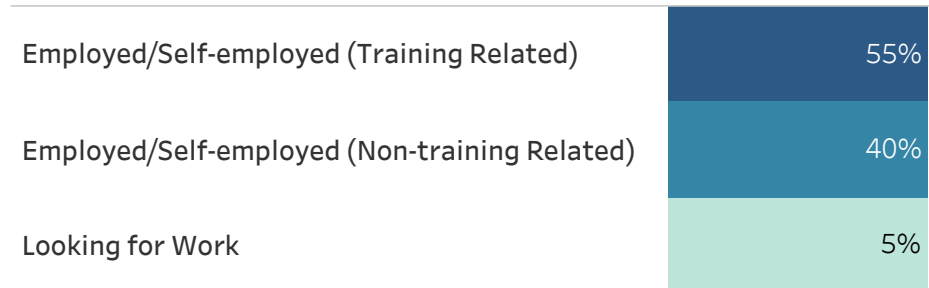 Employed/Self-employed (Training Related) 55%
Employed/Self-employed (Non-training Related) 40%
Looking for Work 5%